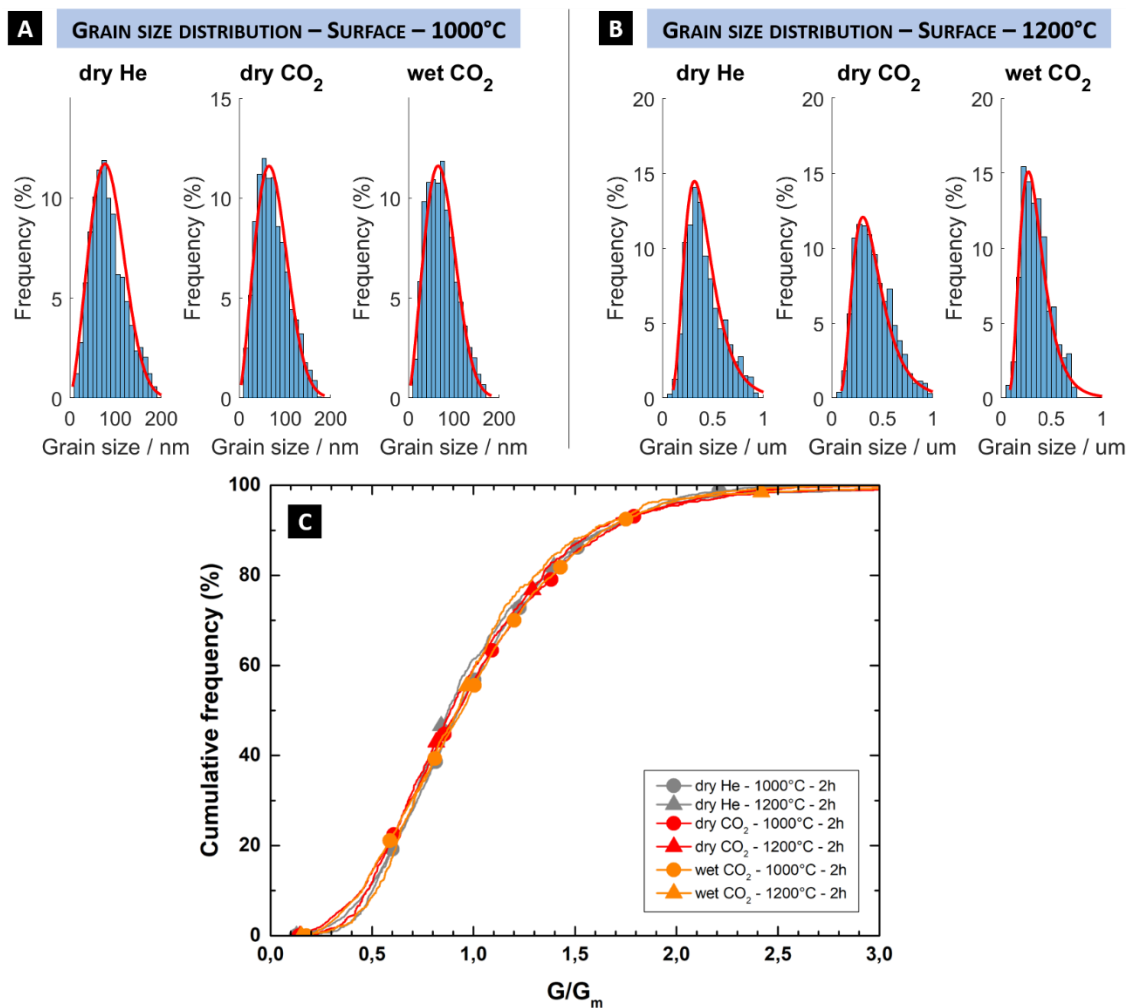 A GRAIN SIZE DISTRIBUTION – SURFACE – 1000°C
dry He dry CO2 wet CO2
Frequency (%)
0 5 10 15
0 100 200
Grain size / nm
Frequency (%)
0 5 10 15
0 100 200
Grain size / nm
Frequency (%)
0 5 10 15
0 100 200
Grain size / nm
B GRAIN SIZE DISTRIBUTION – SURFACE – 1200°C
dry He dry CO2 wet CO2
Frequency (%)
0 5 10 15 20
0 0.5 1
Grain size / um
Frequency (%)
0 5 10 15 20
0 0.5 1
Grain size / um
Frequency (%)
0 5 10 15 20
0 0.5 1
Grain size / um
C
Cumulative frequency (%)
100
80
60
40
20
0
dry He - 1000°C - 2h
dry He - 1200°C - 2h
dry CO2 - 1000°C - 2h
dry CO2 - 1200°C - 2h
wet CO2 - 1000°C - 2h
wet CO2 - 1200°C - 2h
0,0 0,5 1,0 1,5 2,0 2,5 3,0
G/Gm